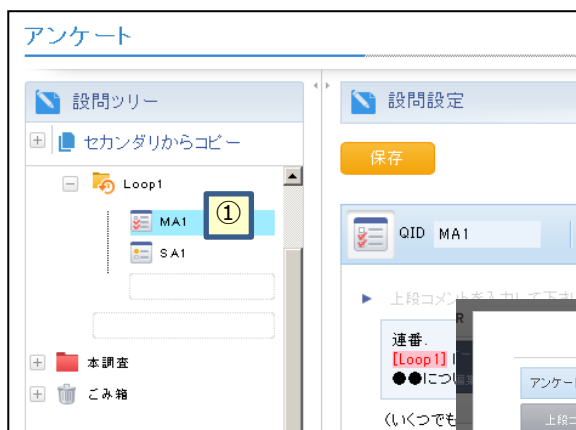 アンケート
設問ツリー
セカンダリからコピー
Loop1
MA1
①
SA1
本調査
ごみ箱
設問設定
保存
QID MA1
上段コメントを入力して下さい
連番.
[Loop1]
●●につい
(いくつでも
R
アンケート
上段コ